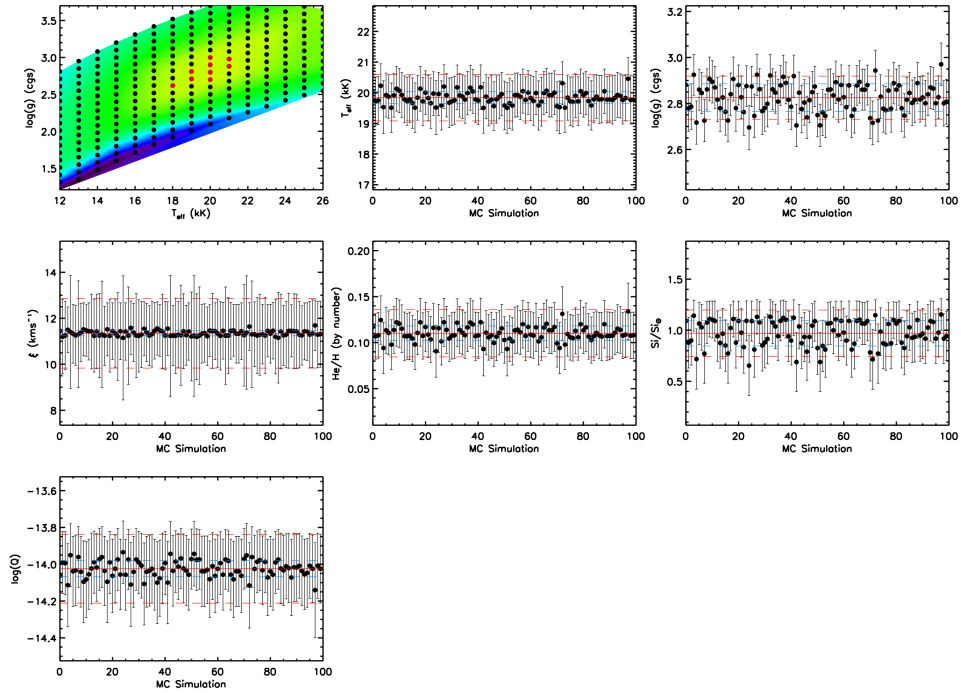 3.5
3.0
2.5
2.0
1.5
log(g) (cgs)
12 14 16 18 20 22 24 26
T_eff (kK)
22
21
20
19
18
17
T_eff (kK)
0 20 40 60 80 100
MC Simulation
3.2
3.0
2.8
2.6
log(g) (cgs)
0 20 40 60 80 100
MC Simulation
14
12
10
8
ξ (kms⁻¹)
0 20 40 60 80 100
MC Simulation
0.20
0.15
0.10
0.05
He/H (by number)
0 20 40 60 80 100
MC Simulation
1.5
1.0
0.5
Si/Si⊙
0 20 40 60 80 100
MC Simulation
−13.6
−13.8
−14.0
−14.2
−14.4
log(Q)
0 20 40 60 80 100
MC Simulation